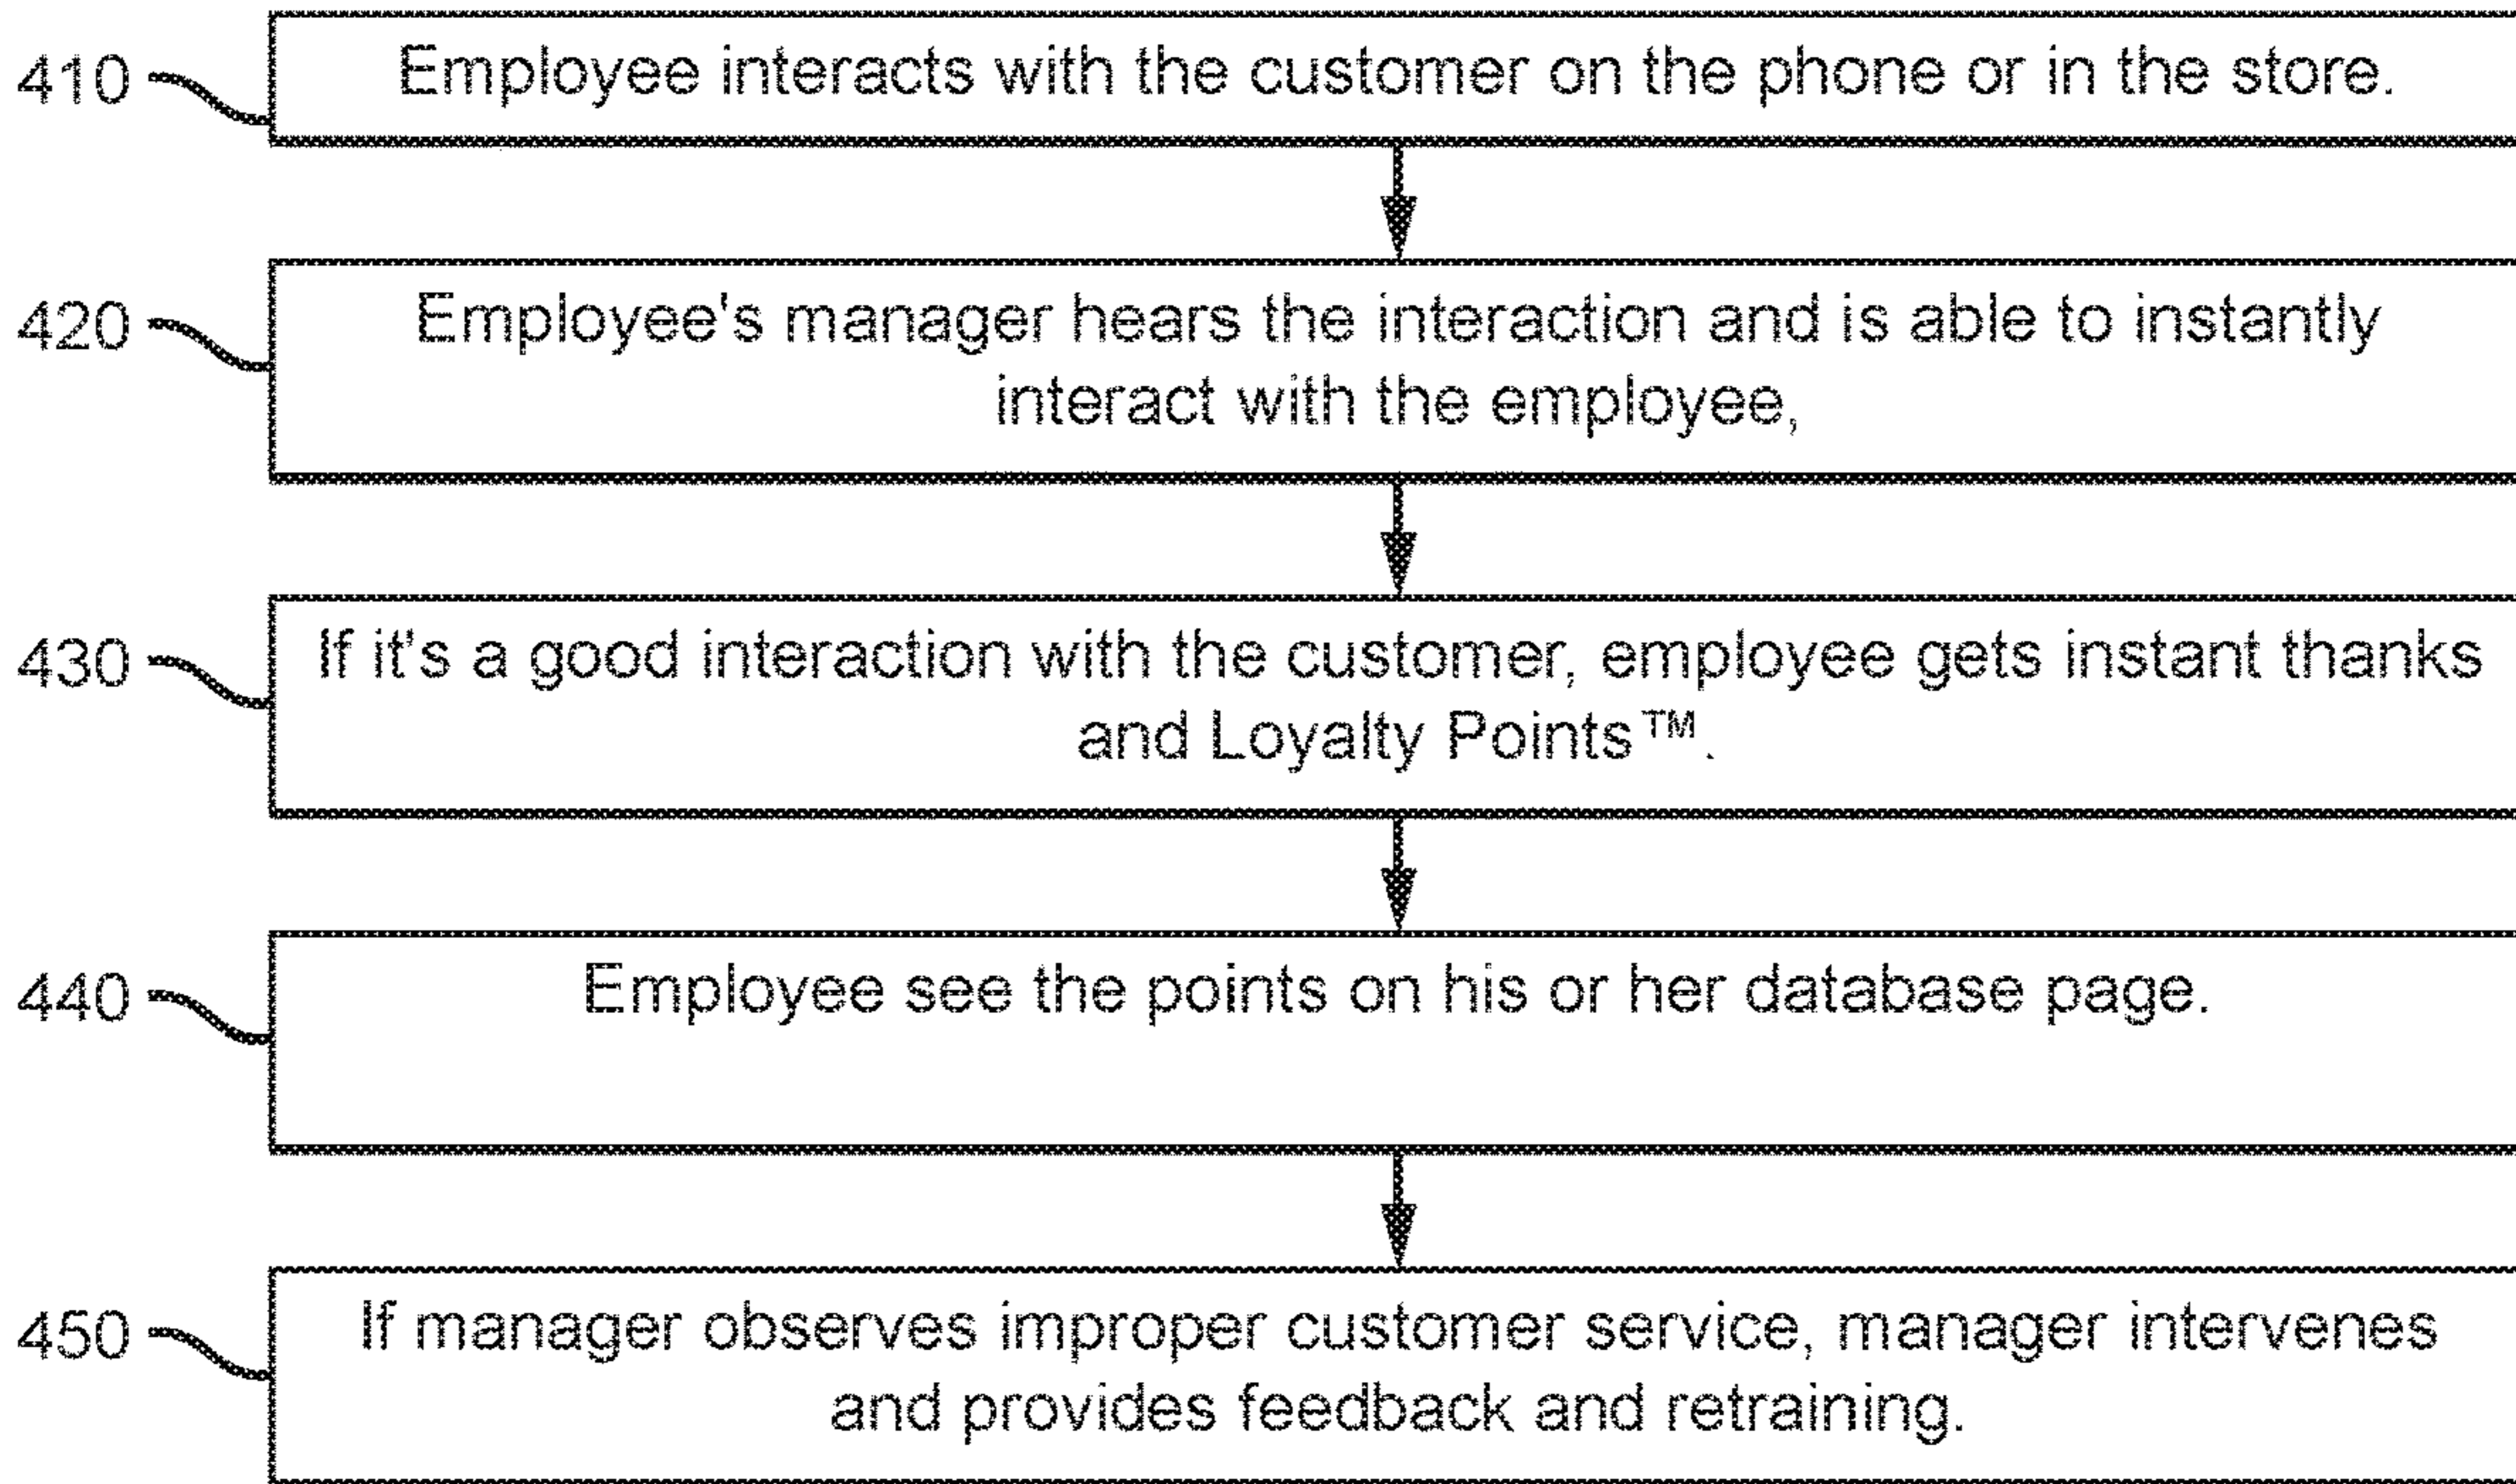 410
Employee interacts with the customer on the phone or in the store.
420
Employee's manager hears the interaction and is able to instantly
interact with the employee,
430
If it's a good interaction with the customer, employee gets instant thanks
and Loyalty Points™.
440
Employee see the points on his or her database page.
450
If manager observes improper customer service, manager intervenes
and provides feedback and retraining.